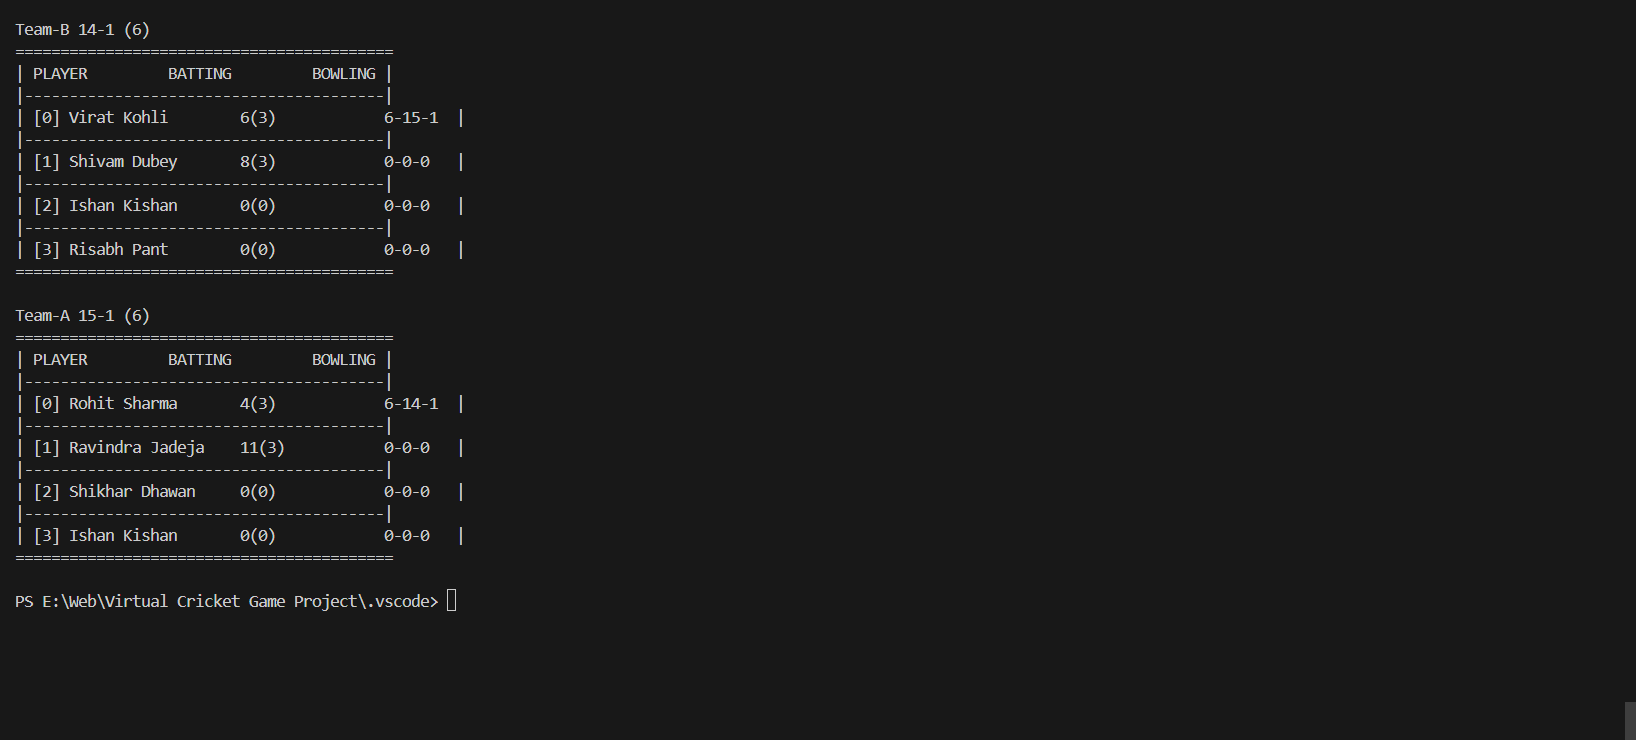 Team-B 14-1 (6)
==========================================
| PLAYER         BATTING         BOWLING |
|----------------------------------------|
| [0] Virat Kohli        6(3)            6-15-1  |
|----------------------------------------|
| [1] Shivam Dubey       8(3)            0-0-0   |
|----------------------------------------|
| [2] Ishan Kishan       0(0)            0-0-0   |
|----------------------------------------|
| [3] Risabh Pant        0(0)            0-0-0   |
==========================================
Team-A 15-1 (6)
==========================================
| PLAYER         BATTING         BOWLING |
|----------------------------------------|
| [0] Rohit Sharma       4(3)            6-14-1  |
|----------------------------------------|
| [1] Ravindra Jadeja    11(3)           0-0-0   |
|----------------------------------------|
| [2] Shikhar Dhawan     0(0)            0-0-0   |
|----------------------------------------|
| [3] Ishan Kishan       0(0)            0-0-0   |
==========================================
PS E:\Web\Virtual Cricket Game Project\.vscode>